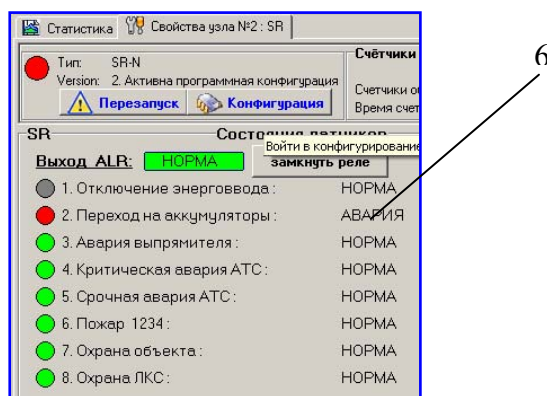 Статистика Свойства узла №2 : SR
Тип: SR-N
Version: 2. Активна программная конфигурация
Перезапуск Конфигурация
Счётчики
Счетчики о
Время счет
SR Состояния датчиков
Войти в конфигурирование
Выход ALR: НОРМА замкнуть реле
1. Отключение энерговвода : НОРМА
2. Переход на аккумуляторы : АВАРИЯ
3. Авария выпрямителя : НОРМА
4. Критическая авария АТС : НОРМА
5. Срочная авария АТС : НОРМА
6. Пожар 1234 : НОРМА
7. Охрана объекта : НОРМА
8. Охрана ЛКС : НОРМА
6